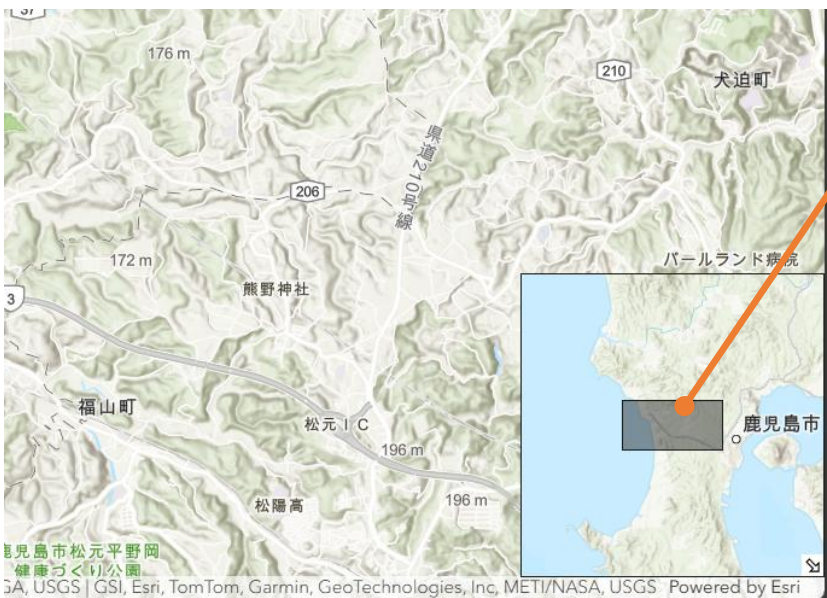 37
176 m
210
犬迫町
県道210号線
206
パールランド病院
172 m
熊野神社
3
福山町
松元ＩＣ
鹿児島市
196 m
196 m
松陽高
鹿児島市松元平野岡
健康づくり公園
GA, USGS | GSI, Esri, TomTom, Garmin, GeoTechnologies, Inc, METI/NASA, USGS
Powered by Esri